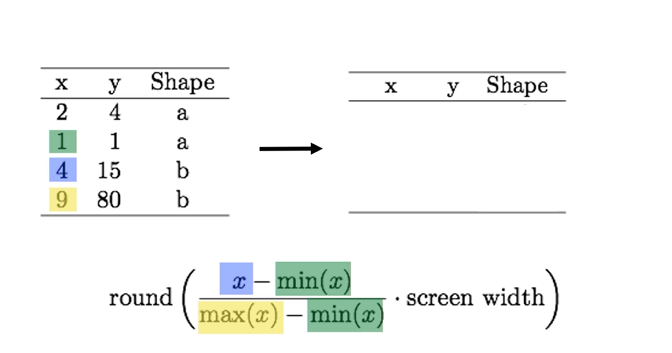 x y Shape
2 4 a
1 1 a
4 15 b
9 80 b
x y Shape
round ( x − min(x) / max(x) − min(x) · screen width )